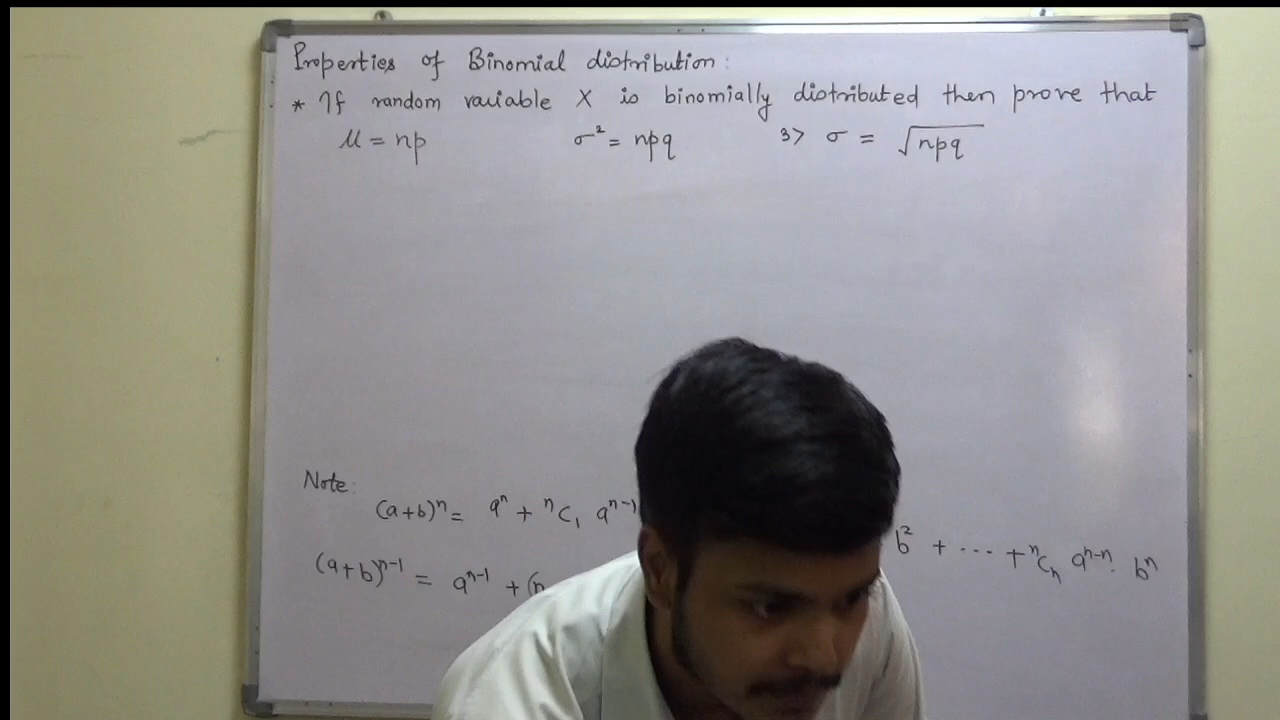 Properties of Binomial distribution:
* If random variable X is binomially distributed then prove that
μ = np σ² = npq 3> σ = √npq
Note:
(a+b)ⁿ = aⁿ + ⁿC₁ aⁿ⁻¹ b² + ··· + ⁿCₙ aⁿ⁻ⁿ. bⁿ
(a+b)ⁿ⁻¹ = aⁿ⁻¹ + (n